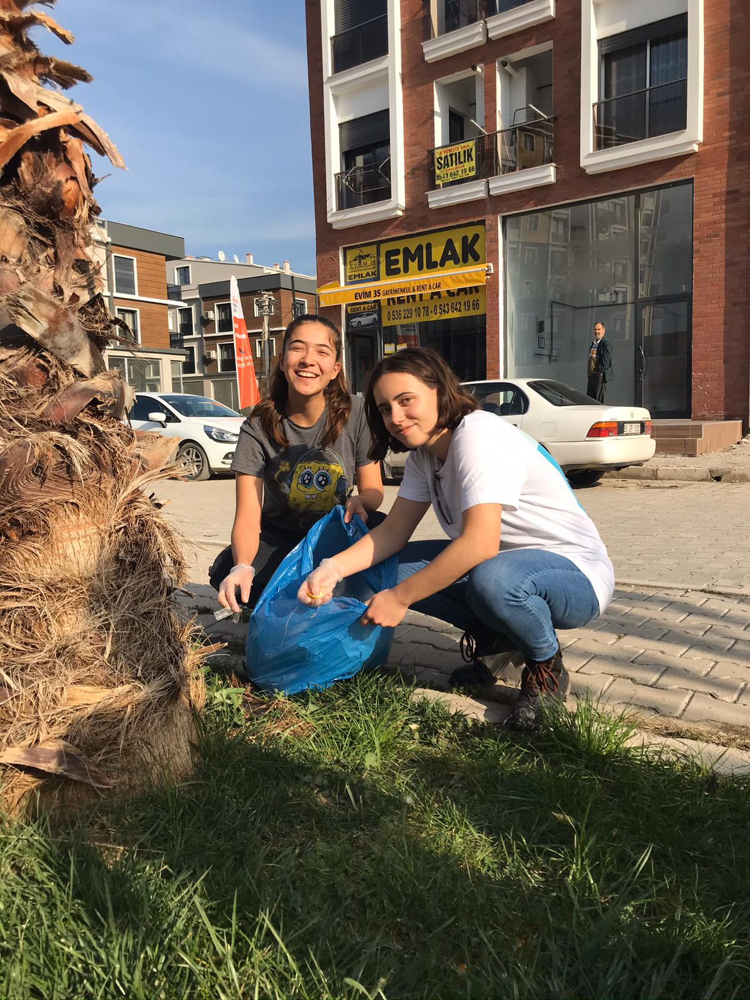 EVİM35'ten
SATILIK
0543 642 19 66
EVİM 35
EMLAK
EMLAK
EVİM 35 GAYRİMENKUL & RENT A CAR
RENT A CAR
RENT A CAR
0 536 229 10 78 - 0 543 642 19 66